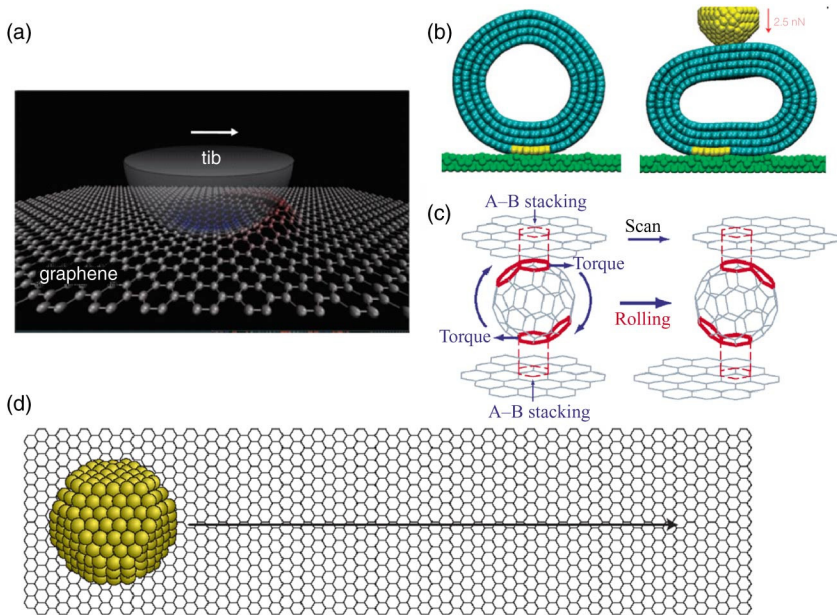 (a)
tib
graphene
(b)
2.5 nN
(c)
A–B stacking
Scan
Torque
Rolling
Torque
A–B stacking
(d)